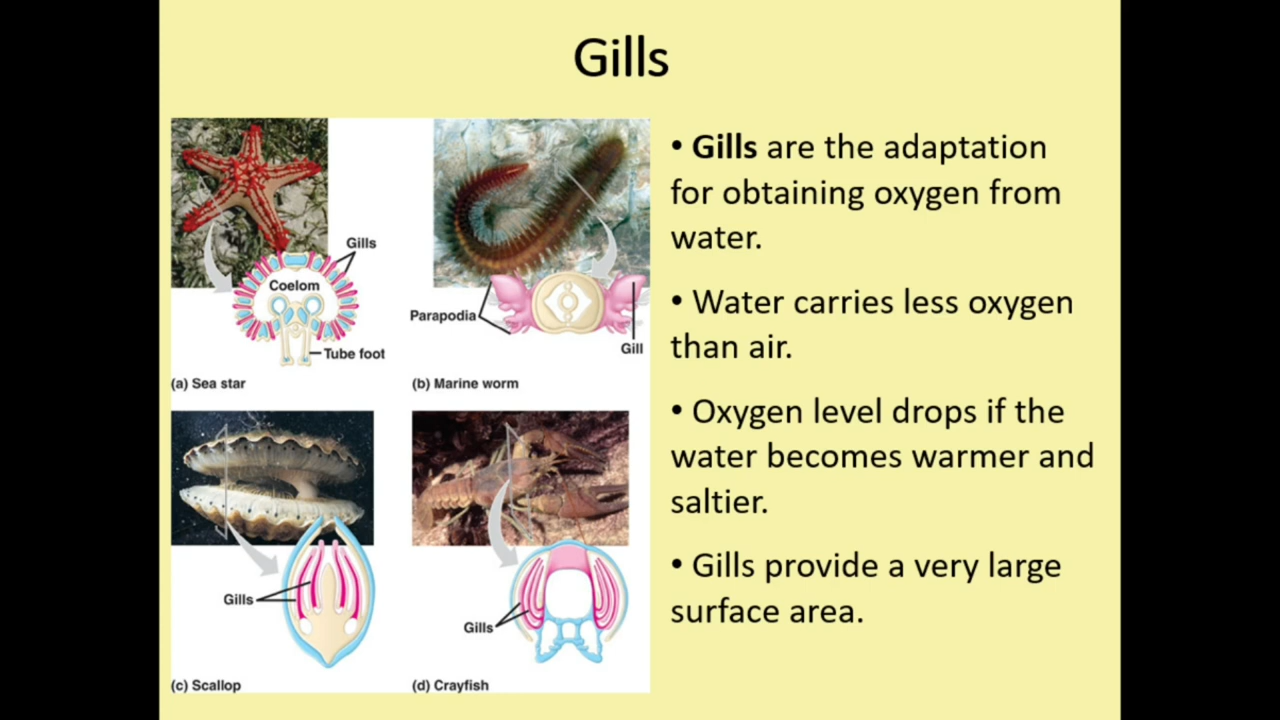 Gills
Gills
Coelom
Tube foot
(a) Sea star
Parapodia
Gill
(b) Marine worm
Gills
(c) Scallop
Gills
(d) Crayfish
• Gills are the adaptation
for obtaining oxygen from
water.
• Water carries less oxygen
than air.
• Oxygen level drops if the
water becomes warmer and
saltier.
• Gills provide a very large
surface area.